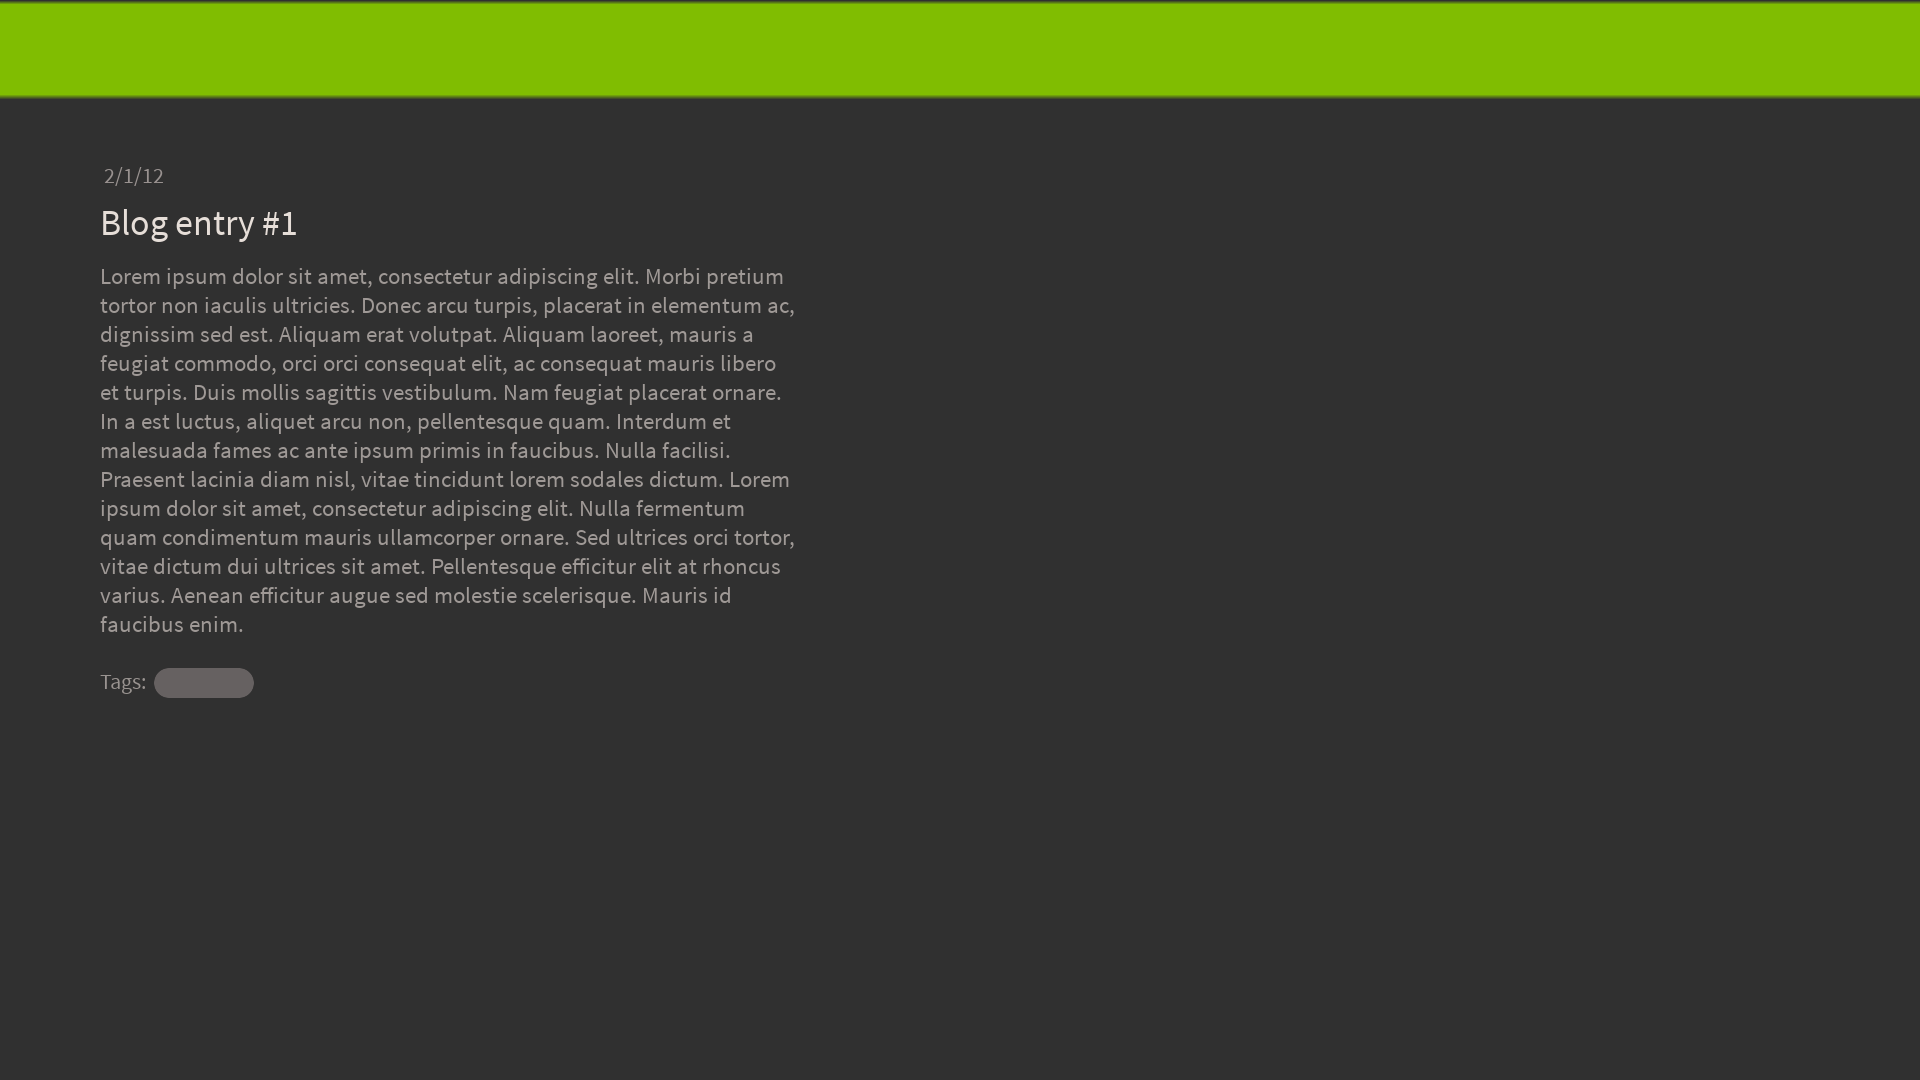 2/1/12
Blog entry #1
Lorem ipsum dolor sit amet, consectetur adipiscing elit. Morbi pretium
tortor non iaculis ultricies. Donec arcu turpis, placerat in elementum ac,
dignissim sed est. Aliquam erat volutpat. Aliquam laoreet, mauris a
feugiat commodo, orci orci consequat elit, ac consequat mauris libero
et turpis. Duis mollis sagittis vestibulum. Nam feugiat placerat ornare.
In a est luctus, aliquet arcu non, pellentesque quam. Interdum et
malesuada fames ac ante ipsum primis in faucibus. Nulla facilisi.
Praesent lacinia diam nisl, vitae tincidunt lorem sodales dictum. Lorem
ipsum dolor sit amet, consectetur adipiscing elit. Nulla fermentum
quam condimentum mauris ullamcorper ornare. Sed ultrices orci tortor,
vitae dictum dui ultrices sit amet. Pellentesque efficitur elit at rhoncus
varius. Aenean efficitur augue sed molestie scelerisque. Mauris id
faucibus enim.
Tags: